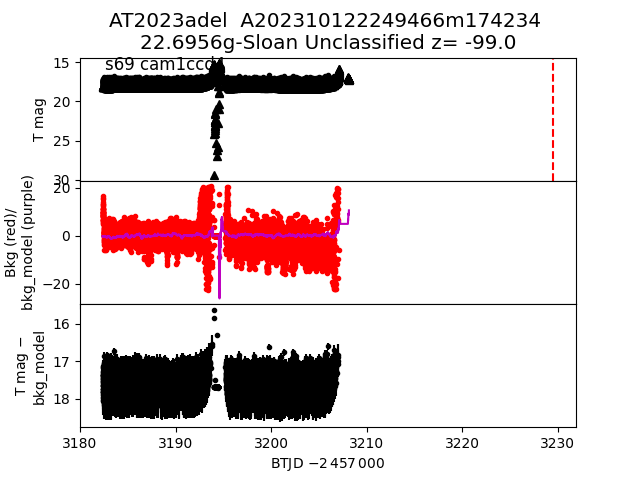 AT2023adel  A202310122249466m174234
22.6956g-Sloan Unclassified z= -99.0
s69 cam1ccd
15
20
25
30
T mag
20
0
−20
Bkg (red)/
bkg_model (purple)
16
17
18
T mag −
bkg_model
3180
3190
3200
3210
3220
3230
BTJD −2 457 000